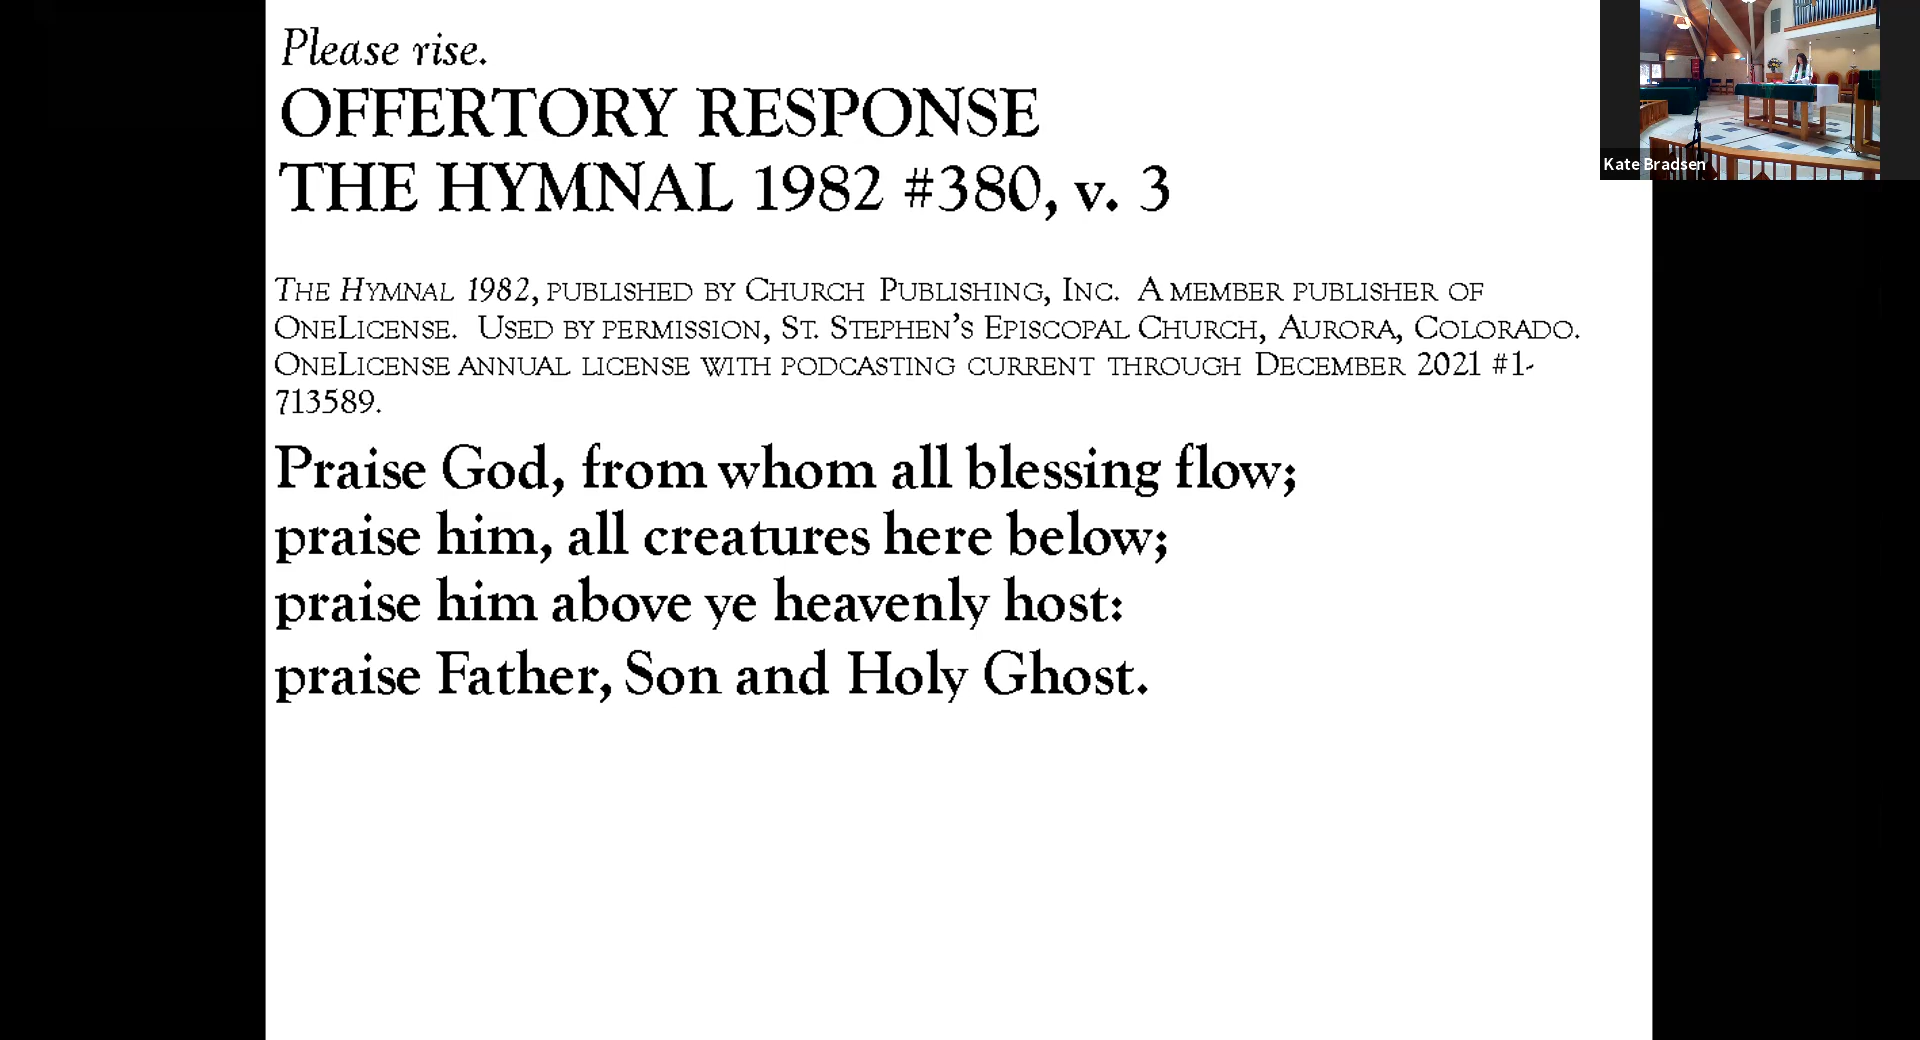 Please rise.
OFFERTORY RESPONSE
THE HYMNAL 1982 #380, v. 3
The Hymnal 1982, published by Church Publishing, Inc.  A member publisher of
OneLicense.  Used by permission, St. Stephen's Episcopal Church, Aurora, Colorado.
OneLicense annual license with podcasting current through December 2021 #1-
713589.
Praise God, from whom all blessing flow;
praise him, all creatures here below;
praise him above ye heavenly host:
praise Father, Son and Holy Ghost.
Kate Bradsen